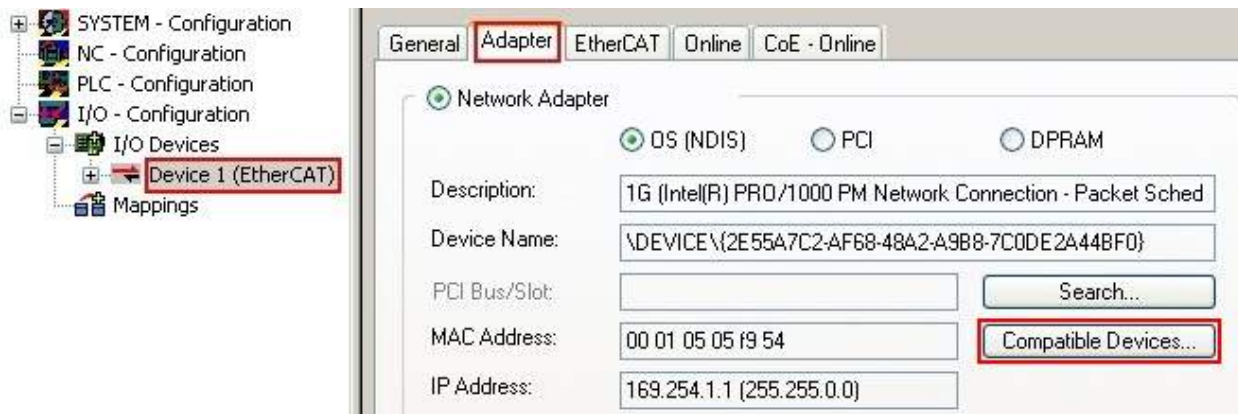 SYSTEM - Configuration
NC - Configuration
PLC - Configuration
I/O - Configuration
I/O Devices
Device 1 (EtherCAT)
Mappings
General Adapter EtherCAT Online CoE - Online
Network Adapter
OS (NDIS) PCI DPRAM
Description: 1G (Intel(R) PRO/1000 PM Network Connection - Packet Sched
Device Name: \DEVICE\{2E55A7C2-AF68-48A2-A9B8-7C0DE2A44BF0}
PCI Bus/Slot: Search...
MAC Address: 00 01 05 05 f9 54 Compatible Devices...
IP Address: 169.254.1.1 (255.255.0.0)